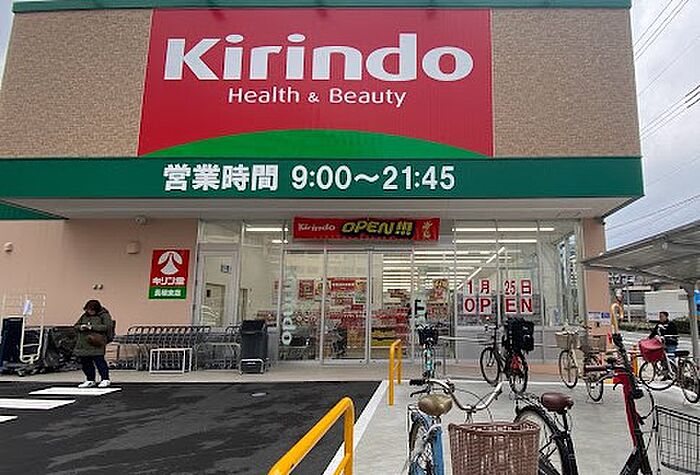 Kirindo
Health & Beauty
営業時間 9:00~21:45
Kirindo OPEN!!!
キリン堂
1月25日
OPEN